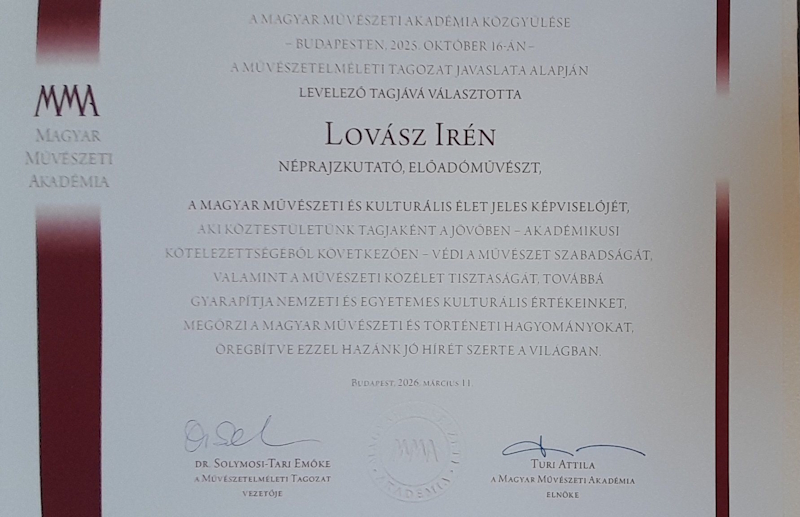 A MAGYAR MŰVÉSZETI AKADÉMIA KÖZGYŰLÉSE
– BUDAPESTEN, 2025. OKTÓBER 16-ÁN –
A MŰVÉSZETELMÉLETI TAGOZAT JAVASLATA ALAPJÁN
LEVELEZŐ TAGJÁVÁ VÁLASZTOTTA
MMA
MAGYAR
MŰVÉSZETI
AKADÉMIA
LOVÁSZ IRÉN
NÉPRAJZKUTATÓ, ELŐADÓMŰVÉSZT,
A MAGYAR MŰVÉSZETI ÉS KULTURÁLIS ÉLET JELES KÉPVISELŐJÉT,
AKI KÖZTESTÜLETÜNK TAGJAKÉNT A JÖVŐBEN – AKADÉMIKUSI
KÖTELEZETTSÉGÉBŐL KÖVETKEZŐEN – VÉDI A MŰVÉSZET SZABADSÁGÁT,
VALAMINT A MŰVÉSZETI KÖZÉLET TISZTASÁGÁT, TOVÁBBÁ
GYARAPÍTJA NEMZETI ÉS EGYETEMES KULTURÁLIS ÉRTÉKEINKET,
MEGŐRZI A MAGYAR MŰVÉSZETI ÉS TÖRTÉNETI HAGYOMÁNYOKAT,
ÖREGBÍTVE EZZEL HAZÁNK JÓ HÍRÉT SZERTE A VILÁGBAN.
BUDAPEST, 2026. MÁRCIUS 11.
DR. SOLYMOSI-TARI EMŐKE
A MŰVÉSZETELMÉLETI TAGOZAT
VEZETŐJE
MMA
AKADÉMIA
TURI ATTILA
A MAGYAR MŰVÉSZETI AKADÉMIA
ELNÖKE